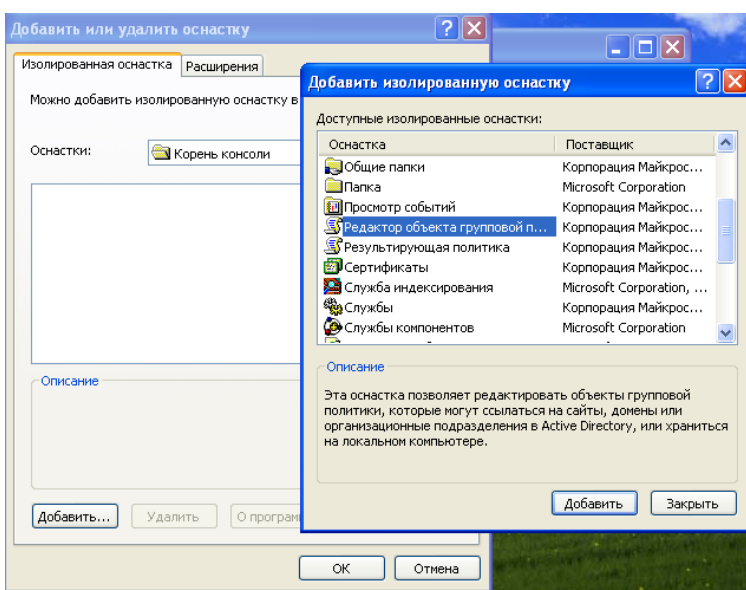 Добавить или удалить оснастку
Изолированная оснастка Расширения
Можно добавить изолированную оснастку в
Оснастки: Корень консоли
Описание
Добавить... Удалить О програм
ОК Отмена
Добавить изолированную оснастку
Доступные изолированные оснастки:
Оснастка Поставщик
Общие папки Корпорация Майкрос...
Папка Microsoft Corporation
Просмотр событий Корпорация Майкрос...
Редактор объекта групповой п... Корпорация Майкрос...
Результирующая политика Корпорация Майкрос...
Сертификаты Корпорация Майкрос...
Служба индексирования Microsoft Corporation, ...
Службы Корпорация Майкрос...
Службы компонентов Microsoft Corporation
Описание
Эта оснастка позволяет редактировать объекты групповой
политики, которые могут ссылаться на сайты, домены или
организационные подразделения в Active Directory, или храниться
на локальном компьютере.
Добавить Закрыть